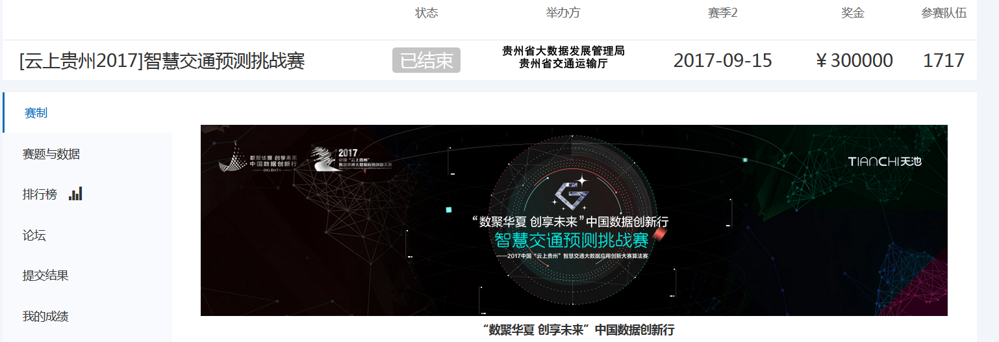 状态 举办方 赛季2 奖金 参赛队伍
[云上贵州2017]智慧交通预测挑战赛 已结束 贵州省大数据发展管理局 2017-09-15 ￥300000 1717
贵州省交通运输厅
赛制
赛题与数据
排行榜
论坛
提交结果
我的成绩
数聚华夏 创享未来
中国数据创新行
BIG DATA
2017
中国“云上贵州”
智慧交通大数据应用创新大赛
TIANCHI天池
“数聚华夏 创享未来”中国数据创新行
智慧交通预测挑战赛
——2017中国“云上贵州”智慧交通大数据应用创新大赛算法赛
“数聚华夏 创享未来”中国数据创新行